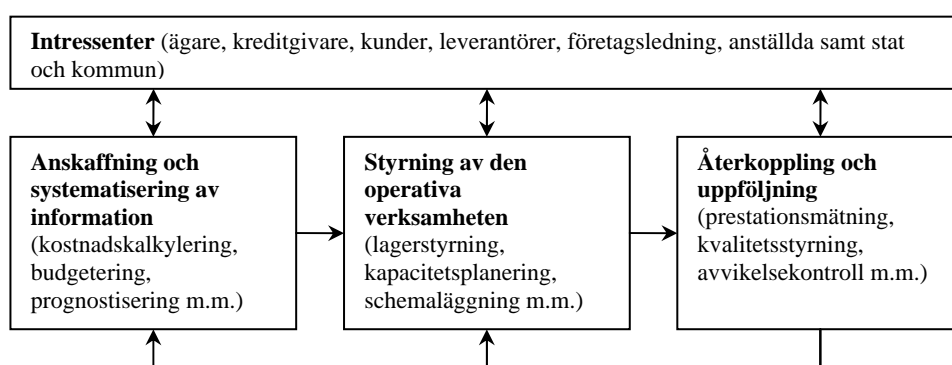 Intressenter (ägare, kreditgivare, kunder, leverantörer, företagsledning, anställda samt stat
och kommun)
Anskaffning och
systematisering av
information
(kostnadskalkylering,
budgetering,
prognostisering m.m.)
Styrning av den
operativa
verksamheten
(lagerstyrning,
kapacitetsplanering,
schemaläggning m.m.)
Återkoppling och
uppföljning
(prestationsmätning,
kvalitetsstyrning,
avvikelsekontroll m.m.)